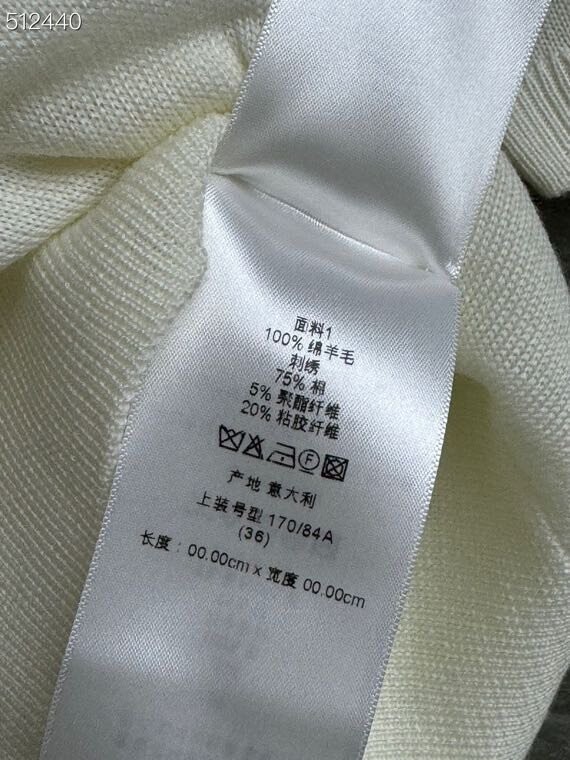 512440
面料1
100% 绵羊毛
刺绣
75% 棉
5% 聚酯纤维
20% 粘胶纤维
F
产地 意大利
上装号型 170/84A
(36)
长度：00.00cm x 宽度 00.00cm